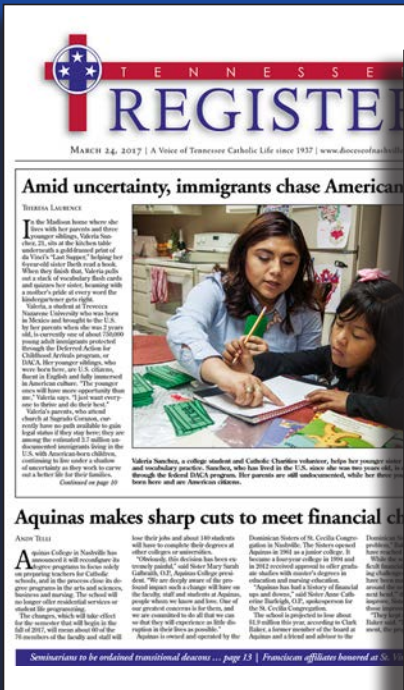 TENNESSEE
REGISTER
MARCH 24, 2017 | A Voice of Tennessee Catholic Life since 1937 | www.dioceseofnashville
Amid uncertainty, immigrants chase American
THERESA LAURENCE
In the Madison home where she
lives with her parents and three
younger siblings, Valeria San-
chez, 21, sits at the kitchen table
underneath a gold-framed print of
da Vinci's "Last Supper," helping her
6-year-old sister Ibeth read a book.
When they finish that, Valeria pulls
out a stack of vocabulary flash cards
and quizzes her sister, beaming with
a mother's pride at every word the
kindergartener gets right.
Valeria, a student at Trevecca
Nazarene University who was born
in Mexico and brought to the U.S.
by her parents when she was 2 years
old, is currently one of about 750,000
young adult immigrants protected
through the Deferred Action for
Childhood Arrivals program, or
DACA. Her younger siblings, who
were born here, are U.S. citizens,
fluent in English and fully immersed
in American culture. "The younger
ones will have more opportunity than
me," Valeria says. "I just want every-
one to thrive and do their best."
Valeria's parents, who attend
church at Sagrado Corazon, cur-
rently have no path available to gain
legal status if they stay here; they are
among the estimated 3.7 million un-
documented immigrants living in the
U.S. with American-born children,
continuing to live under a shadow
of uncertainty as they work to carve
out a better life for their families.
Continued on page 10
Valeria Sanchez, a college student and Catholic Charities volunteer, helps her younger sister
and vocabulary practice. Sanchez, who has lived in the U.S. since she was two years old, is
through the federal DACA program. Her parents are still undocumented, while her three
born here and are American citizens.
Aquinas makes sharp cuts to meet financial ch
ANDY TELLI
Aquinas College in Nashville has
announced it will reconfigure its
degree programs to focus solely
on preparing teachers for Catholic
schools, and in the process close its de-
gree programs in the arts and sciences,
business and nursing. The school will
no longer offer residential services or
student life programming.
The changes, which will take effect
for the semester that will begin in the
fall of 2017, will mean about 60 of the
76 members of the faculty and staff will
lose their jobs and about 140 students
will have to complete their degrees at
other colleges or universities.
"Obviously, this decision has been ex-
tremely painful," said Sister Mary Sarah
Galbraith, O.P., Aquinas College presi-
dent. "We are deeply aware of the pro-
found impact such a change will have on
the faculty, staff and students at Aquinas,
people whom we know and love. One of
our greatest concerns is for them, and
we are committed to do all that we can
so that they will experience as little dis-
ruption in their lives as possible."
Aquinas is owned and operated by the
Dominican Sisters of St. Cecilia Congre-
gation in Nashville. The Sisters opened
Aquinas in 1961 as a junior college. It
became a four-year college in 1994 and
in 2012 received approval to offer gradu-
ate studies with master's degrees in
education and nursing education.
"Aquinas has had a history of financial
ups and downs," said Sister Anne Cath-
erine Burleigh, O.P., spokesperson for
the St. Cecilia Congregation.
The school is projected to lose about
$1.9 million this year, according to Clark
Baker, a former member of the board at
Aquinas and a friend and advisor to the
Seminarians to be ordained transitional deacons ... page 13 | Franciscan affiliates honored at St. Vi